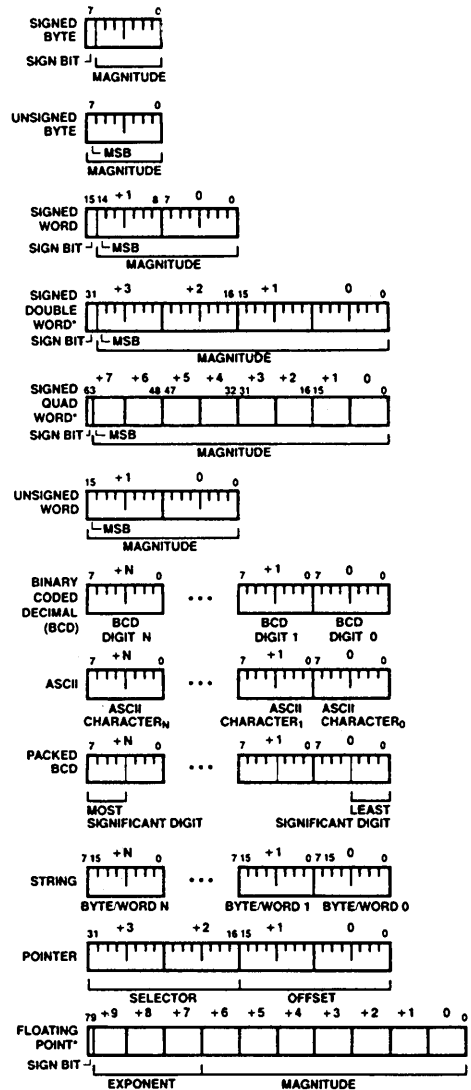 7 0
SIGNED
BYTE
SIGN BIT
MAGNITUDE
7 0
UNSIGNED
BYTE
MSB
MAGNITUDE
15 14 +1 8 7 0 0
SIGNED
WORD
SIGN BIT MSB
MAGNITUDE
SIGNED 31 +3 +2 16 15 +1 0 0
DOUBLE
WORD*
SIGN BIT MSB
MAGNITUDE
SIGNED 63 +7 +6 48 47 +5 +4 32 31 +3 +2 16 15 +1 0 0
QUAD
WORD*
SIGN BIT MSB
MAGNITUDE
15 +1 0 0
UNSIGNED
WORD
MSB
MAGNITUDE
BINARY 7 +N 0 7 +1 0 7 0 0
CODED •••
DECIMAL
(BCD) BCD BCD BCD
DIGIT N DIGIT 1 DIGIT 0
7 +N 0 7 +1 0 7 0 0
ASCII •••
ASCII ASCII ASCII
CHARACTERN CHARACTER1 CHARACTER0
PACKED 7 +N 0 7 +1 0 7 0 0
BCD •••
MOST LEAST
SIGNIFICANT DIGIT SIGNIFICANT DIGIT
7 15 +N 0 7 15 +1 0 7 15 0 0
STRING •••
BYTE/WORD N BYTE/WORD 1 BYTE/WORD 0
31 +3 +2 16 15 +1 0 0
POINTER
SELECTOR OFFSET
79 +9 +8 +7 +6 +5 +4 +3 +2 +1 0 0
FLOATING
POINT*
SIGN BIT
EXPONENT MAGNITUDE